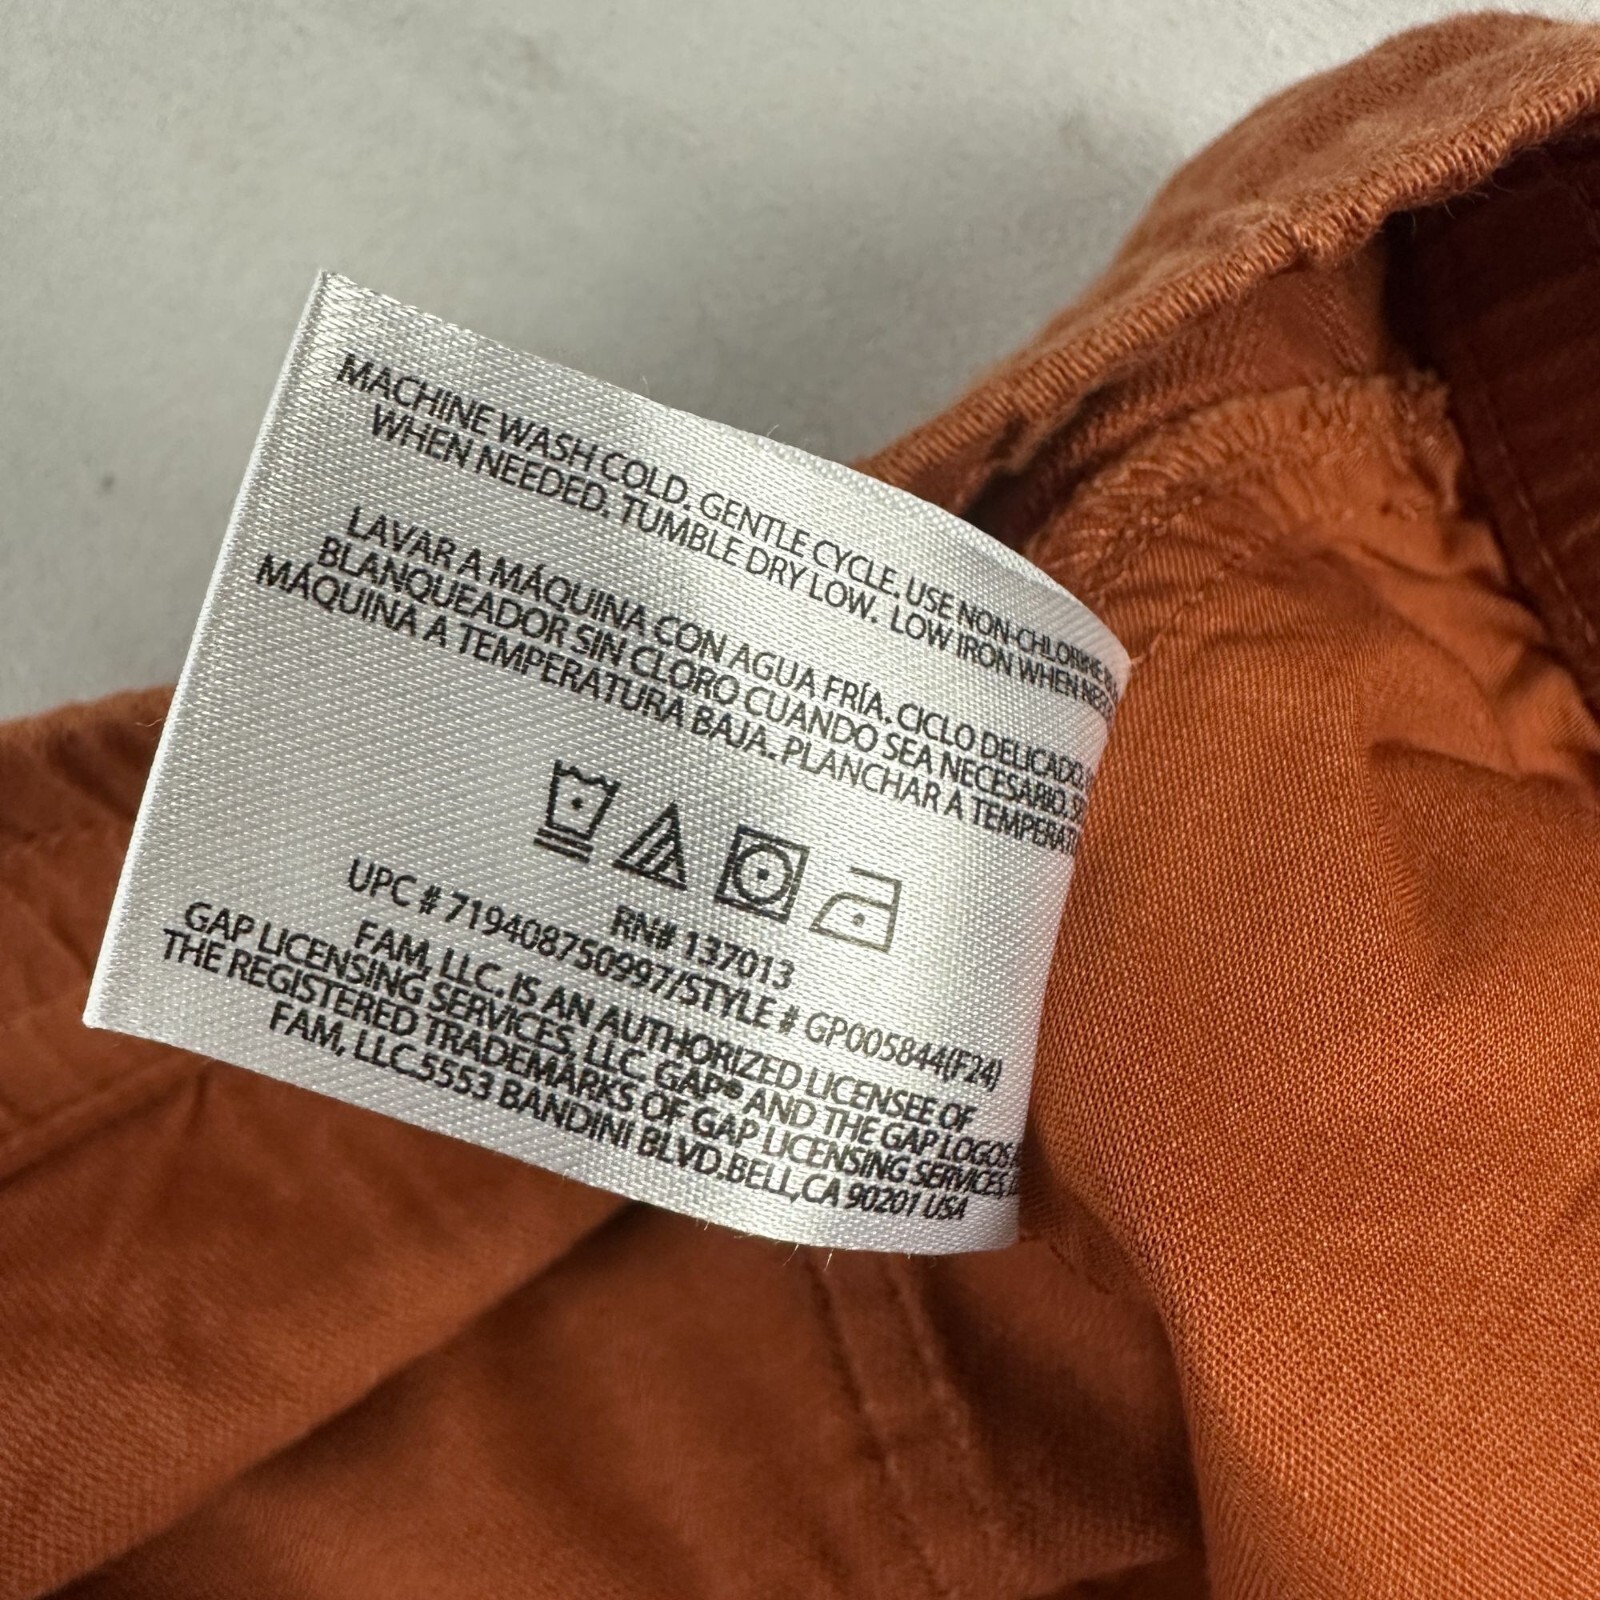 MACHINE WASH COLD. GENTLE CYCLE. USE NON-CHLORINE
WHEN NEEDED. TUMBLE DRY LOW. LOW IRON WHEN
LAVAR A MÁQUINA CON AGUA FRÍA. CICLO DELICADO.
BLANQUEADOR SIN CLORO CUANDO SEA NECESARIO.
MÁQUINA A TEMPERATURA BAJA. PLANCHAR A
RN# 137013
UPC # 719408750997/STYLE # GP005844(F24)
FAM, LLC. IS AN AUTHORIZED LICENSEE OF
GAP LICENSING SERVICES, LLC. GAP® AND THE GAP LOGOS
THE REGISTERED TRADEMARKS OF GAP LICENSING SERVICES,
FAM, LLC.5553 BANDINI BLVD.BELL,CA 90201 USA